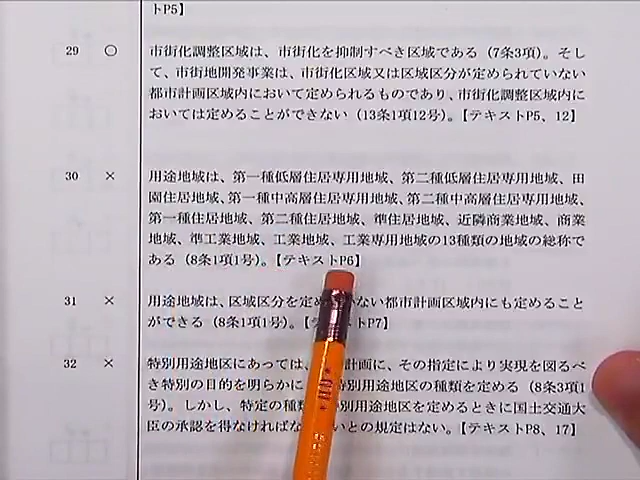 トP5】
29 ○ 市街化調整区域は、市街化を抑制すべき区域である（7条3項）。そし
て、市街地開発事業は、市街化区域又は区域区分が定められていない
都市計画区域内において定められるものであり、市街化調整区域内に
おいては定めることができない（13条1項12号）。【テキストP5、12】
30 × 用途地域は、第一種低層住居専用地域、第二種低層住居専用地域、田
園住居地域、第一種中高層住居専用地域、第二種中高層住居専用地域、
第一種住居地域、第二種住居地域、準住居地域、近隣商業地域、商業
地域、準工業地域、工業地域、工業専用地域の13種類の地域の総称で
ある（8条1項1号）。【テキストP6】
31 × 用途地域は、区域区分を定め ない都市計画区域内にも定めること
ができる（8条1項1号）。【テ トP7】
32 × 特別用途地区にあっては、 計画に、その指定により実現を図るべ
き特別の目的を明らかに 特別用途地区の種類を定める（8条3項1
号）。しかし、特定の種 別用途地区を定めるときに国土交通大
臣の承認を得なければな いとの規定はない。【テキストP8、17】